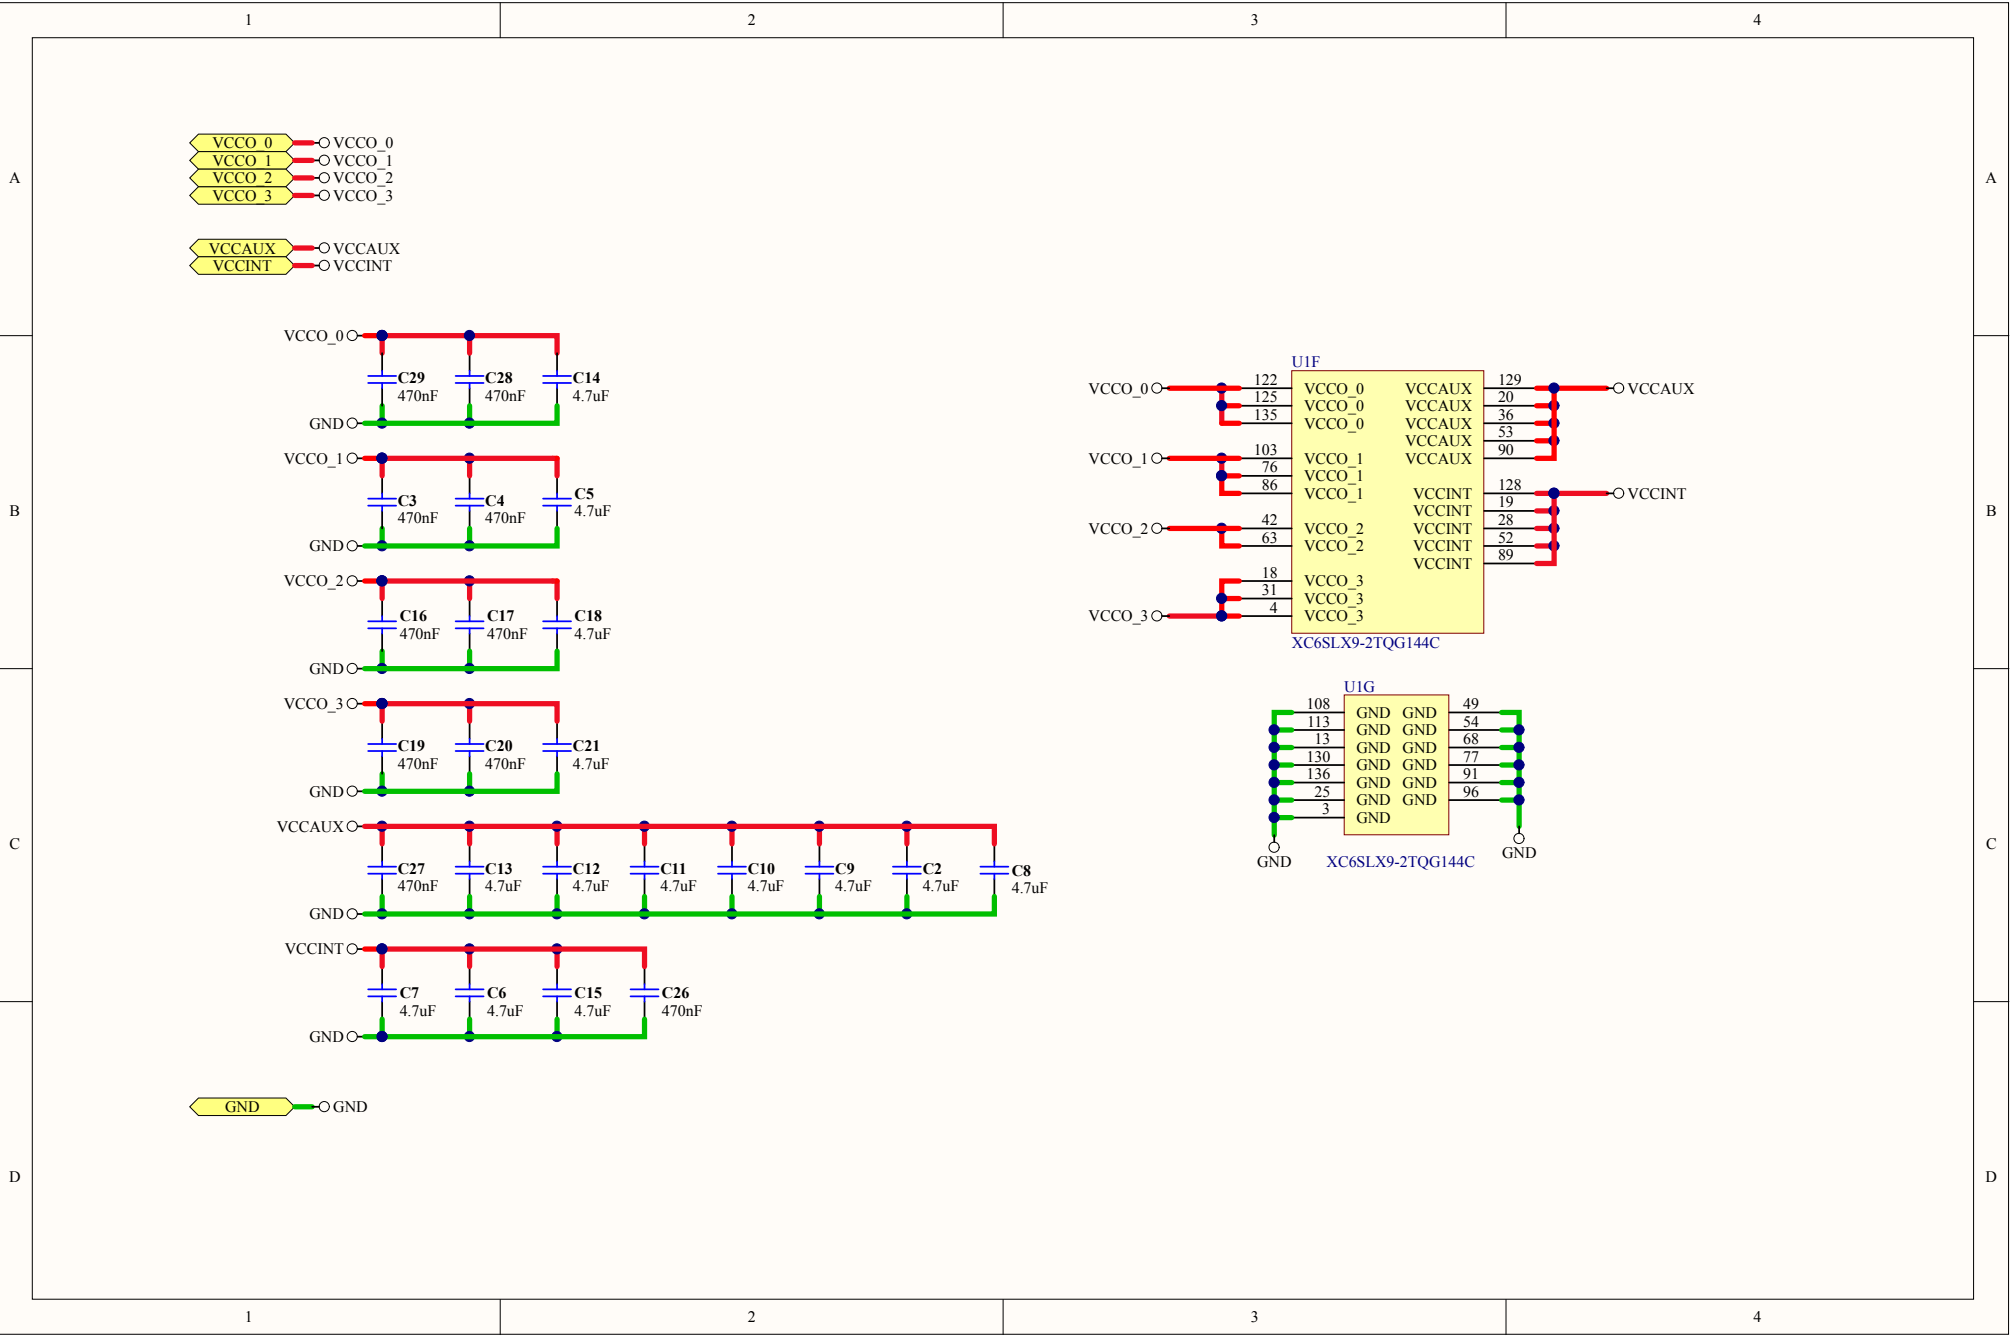 1 2 3 4
VCCO_0 VCCO_0
VCCO_1 VCCO_1
VCCO_2 VCCO_2
VCCO_3 VCCO_3
A A
VCCAUX VCCAUX
VCCINT VCCINT
VCCO_0
C29 C28 C14
470nF 470nF 4.7uF
GND
VCCO_1
C3 C4 C5
470nF 470nF 4.7uF
GND
VCCO_2
C16 C17 C18
470nF 470nF 4.7uF
GND
VCCO_3
C19 C20 C21
470nF 470nF 4.7uF
GND
VCCAUX
C27 C13 C12 C11 C10 C9 C2 C8
470nF 4.7uF 4.7uF 4.7uF 4.7uF 4.7uF 4.7uF 4.7uF
GND
VCCINT
C7 C6 C15 C26
4.7uF 4.7uF 4.7uF 470nF
GND
GND GND
U1F
VCCO_0 122 VCCO_0 VCCAUX 129 VCCAUX
125 VCCO_0 VCCAUX 20
135 VCCO_0 VCCAUX 36
VCCAUX 53
VCCO_1 103 VCCO_1 VCCAUX 90
76 VCCO_1
86 VCCO_1 VCCINT 128 VCCINT
VCCINT 19
VCCO_2 42 VCCO_2 VCCINT 28
63 VCCO_2 VCCINT 52
VCCINT 89
18 VCCO_3
31 VCCO_3
VCCO_3 4 VCCO_3
XC6SLX9-2TQG144C
B B
U1G
108 GND GND 49
113 GND GND 54
13 GND GND 68
130 GND GND 77
136 GND GND 91
25 GND GND 96
3 GND
GND GND
XC6SLX9-2TQG144C
C C
D D
1 2 3 4